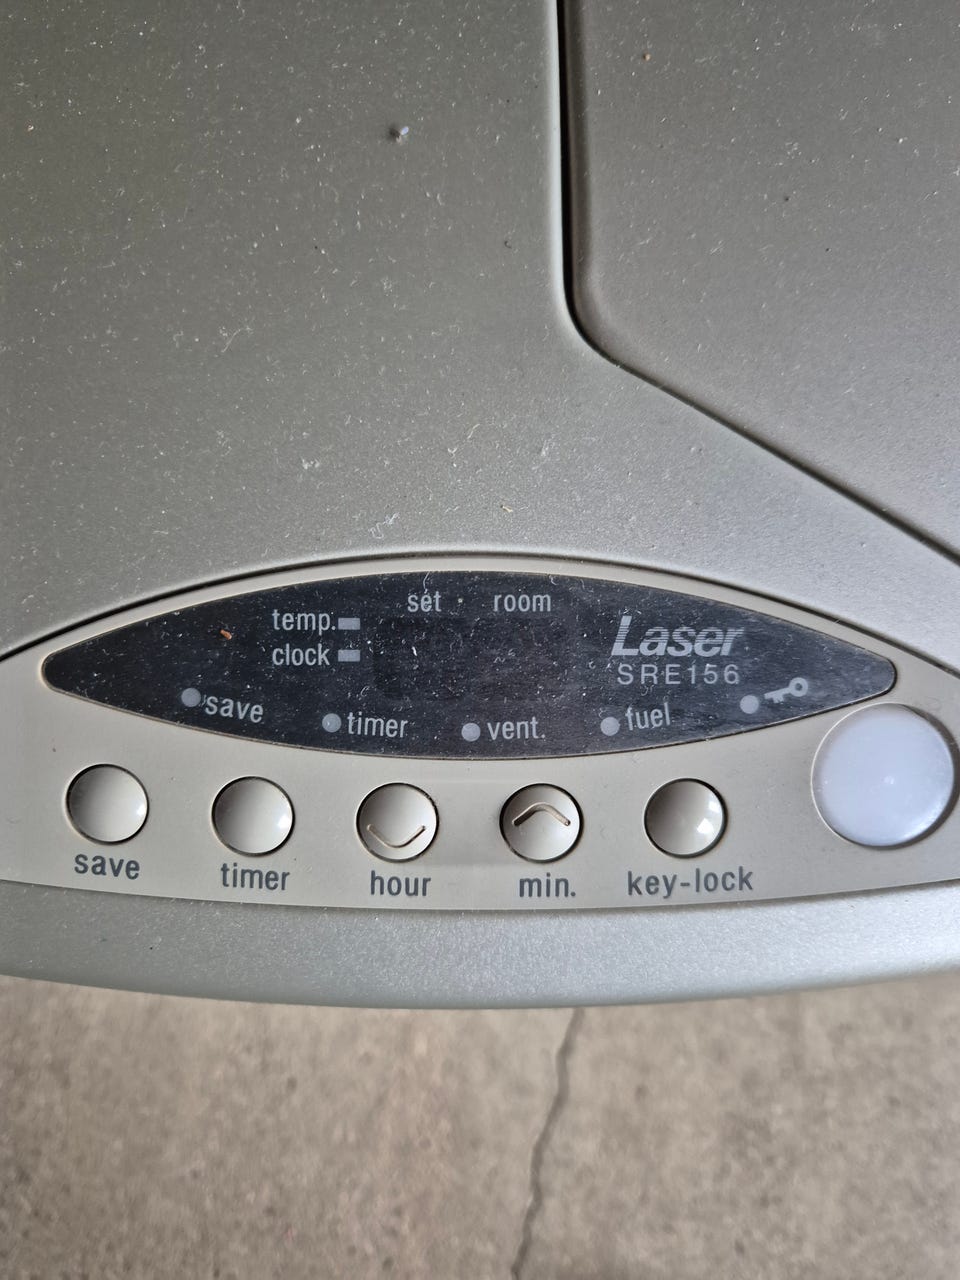 set room
temp.
clock
Laser
SRE156
save
timer
vent.
fuel
save
timer
hour
min.
key-lock